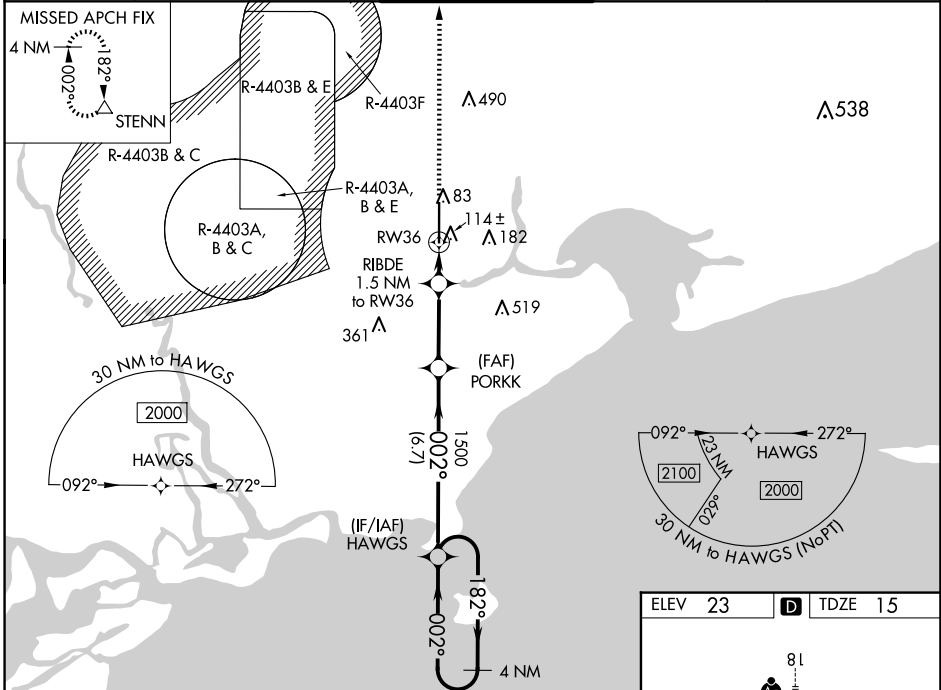 MISSED APCH FIX
4 NM
002°
182°
STENN
R-4403B & E
R-4403F
490
538
R-4403B & C
R-4403A,
B & E
R-4403A,
B & C
83
114 ±
RW36
182
RIBDE
1.5 NM
to RW36
519
361
(FAF)
PORKK
30 NM to HAWGS
2000
HAWGS
092°
272°
1500
002°
(6.7)
092°
272°
HAWGS
23 NM
2100
2000
029°
30 NM to HAWGS (NoPT)
(IF/IAF)
HAWGS
182°
002°
4 NM
ELEV 23
D
TDZE 15
18